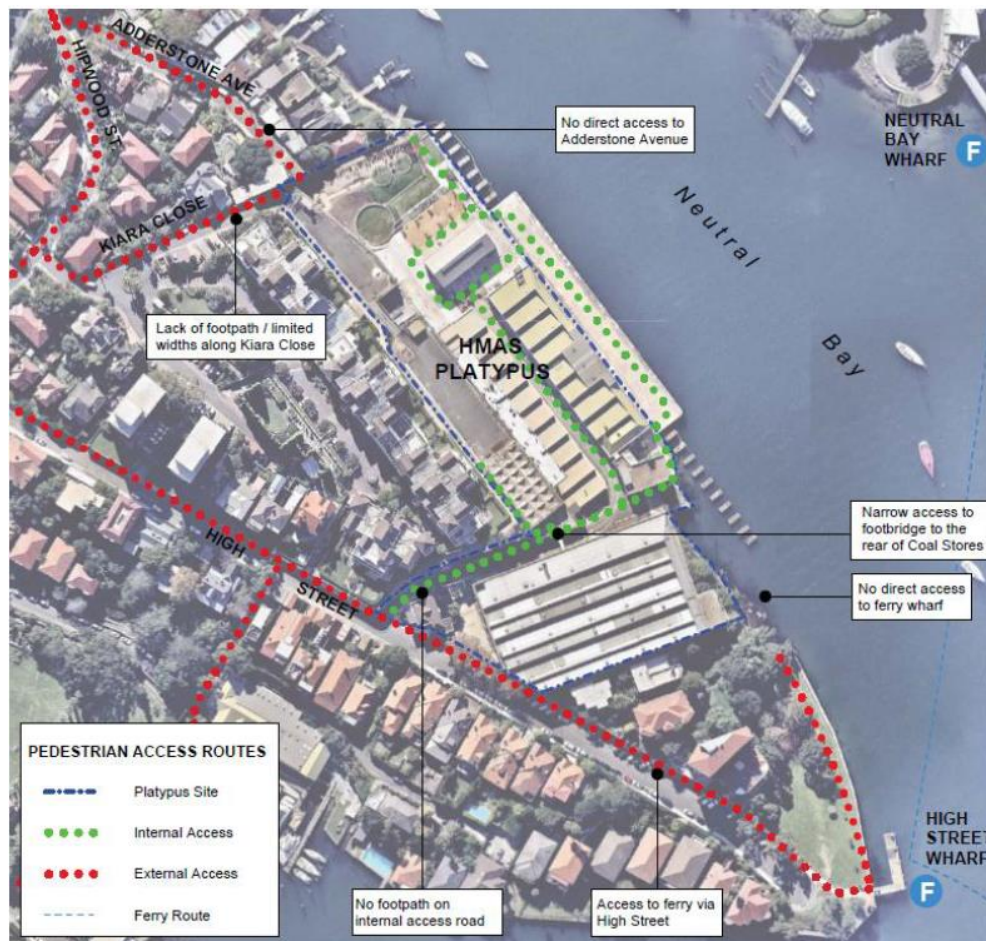 ADDERSTONE AVE
HIPWOOD ST
No direct access to
Adderstone Avenue
NEUTRAL
BAY
WHARF
F
KIARA CLOSE
Neutral
Bay
Lack of footpath / limited
widths along Kiara Close
HMAS
PLATYPUS
HIGH
STREET
Narrow access to
footbridge to the
rear of Coal Stores
No direct access
to ferry wharf
PEDESTRIAN ACCESS ROUTES
Platypus Site
Internal Access
External Access
Ferry Route
No footpath on
internal access road
Access to ferry via
High Street
HIGH
STREET
WHARF
F